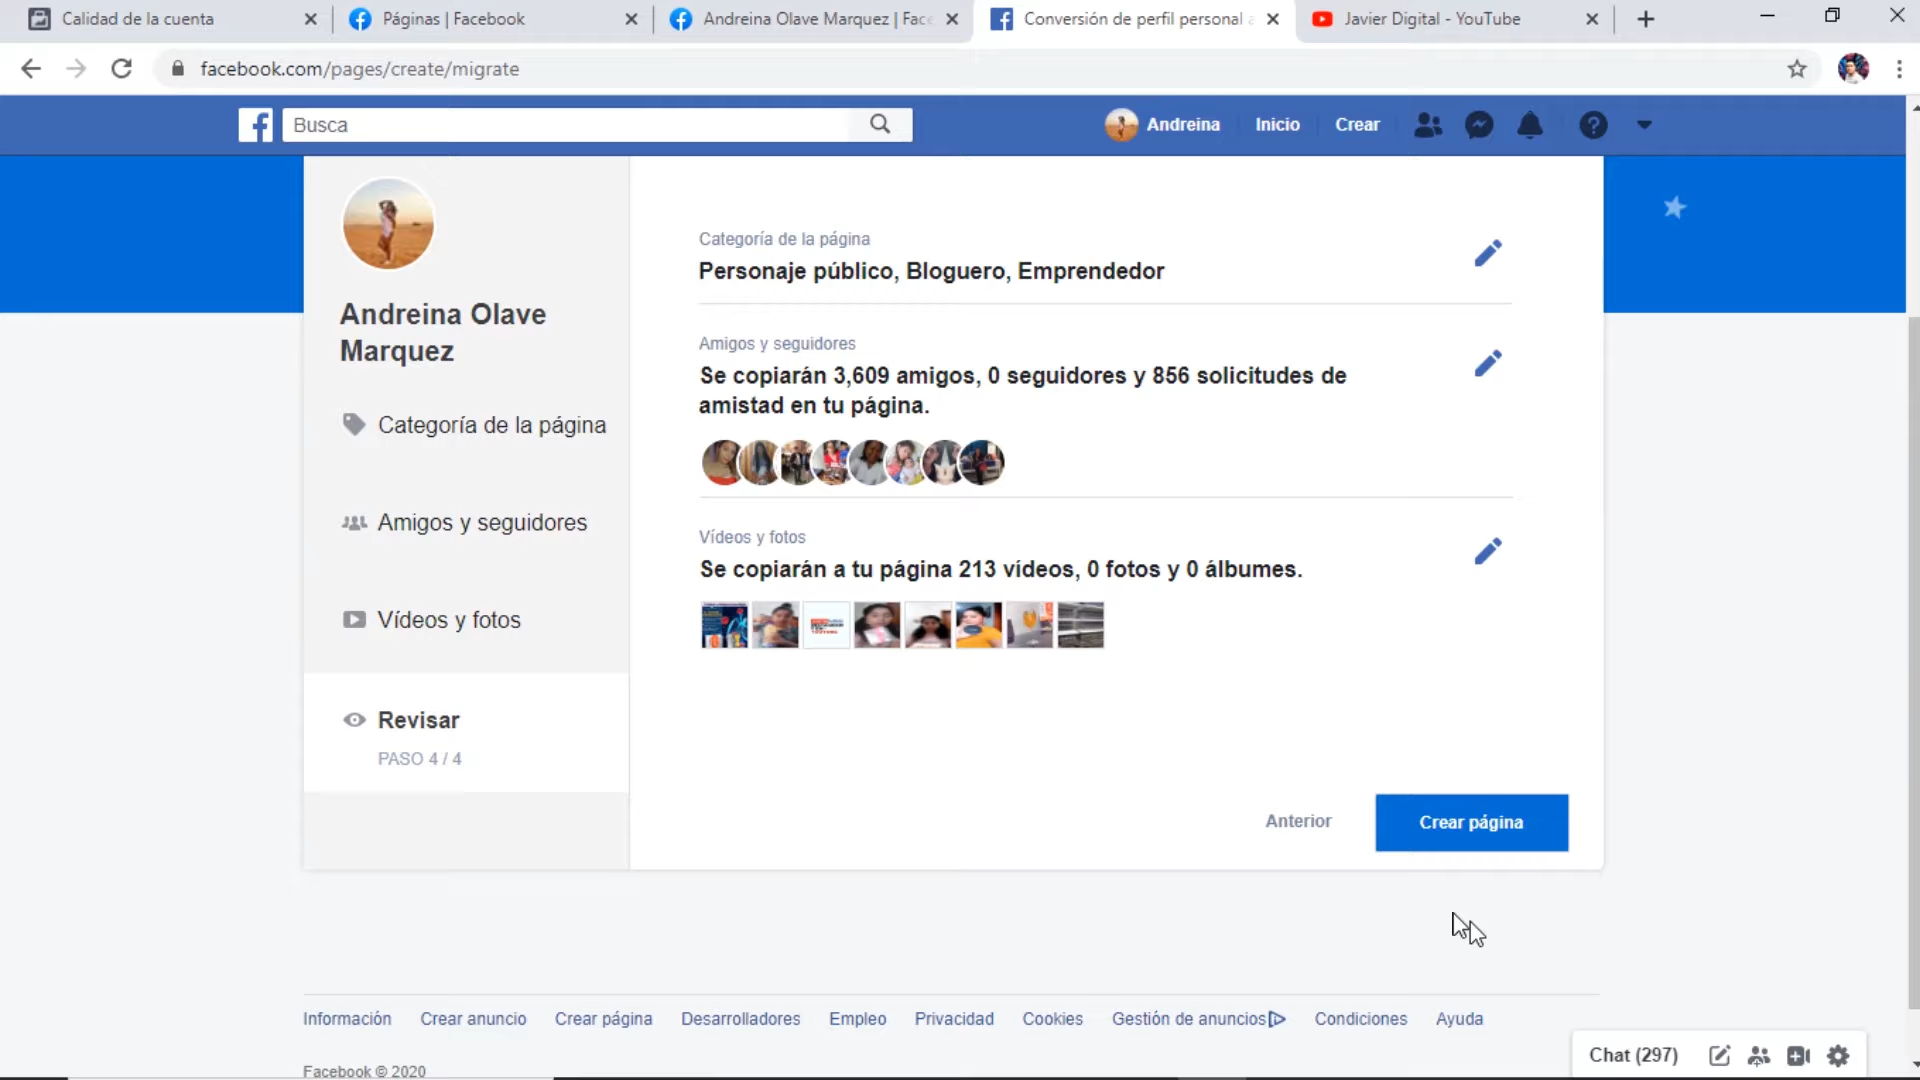 Calidad de la cuenta
Páginas | Facebook
Andreina Olave Marquez | Face
Conversión de perfil personal a
Javier Digital - YouTube
facebook.com/pages/create/migrate
Busca
Andreina
Inicio
Crear
Andreina Olave
Marquez
Categoría de la página
Amigos y seguidores
Vídeos y fotos
Revisar
PASO 4 / 4
Categoría de la página
Personaje público, Bloguero, Emprendedor
Amigos y seguidores
Se copiarán 3,609 amigos, 0 seguidores y 856 solicitudes de
amistad en tu página.
Vídeos y fotos
Se copiarán a tu página 213 vídeos, 0 fotos y 0 álbumes.
Anterior
Crear página
Información
Crear anuncio
Crear página
Desarrolladores
Empleo
Privacidad
Cookies
Gestión de anuncios
Condiciones
Ayuda
Facebook © 2020
Chat (297)